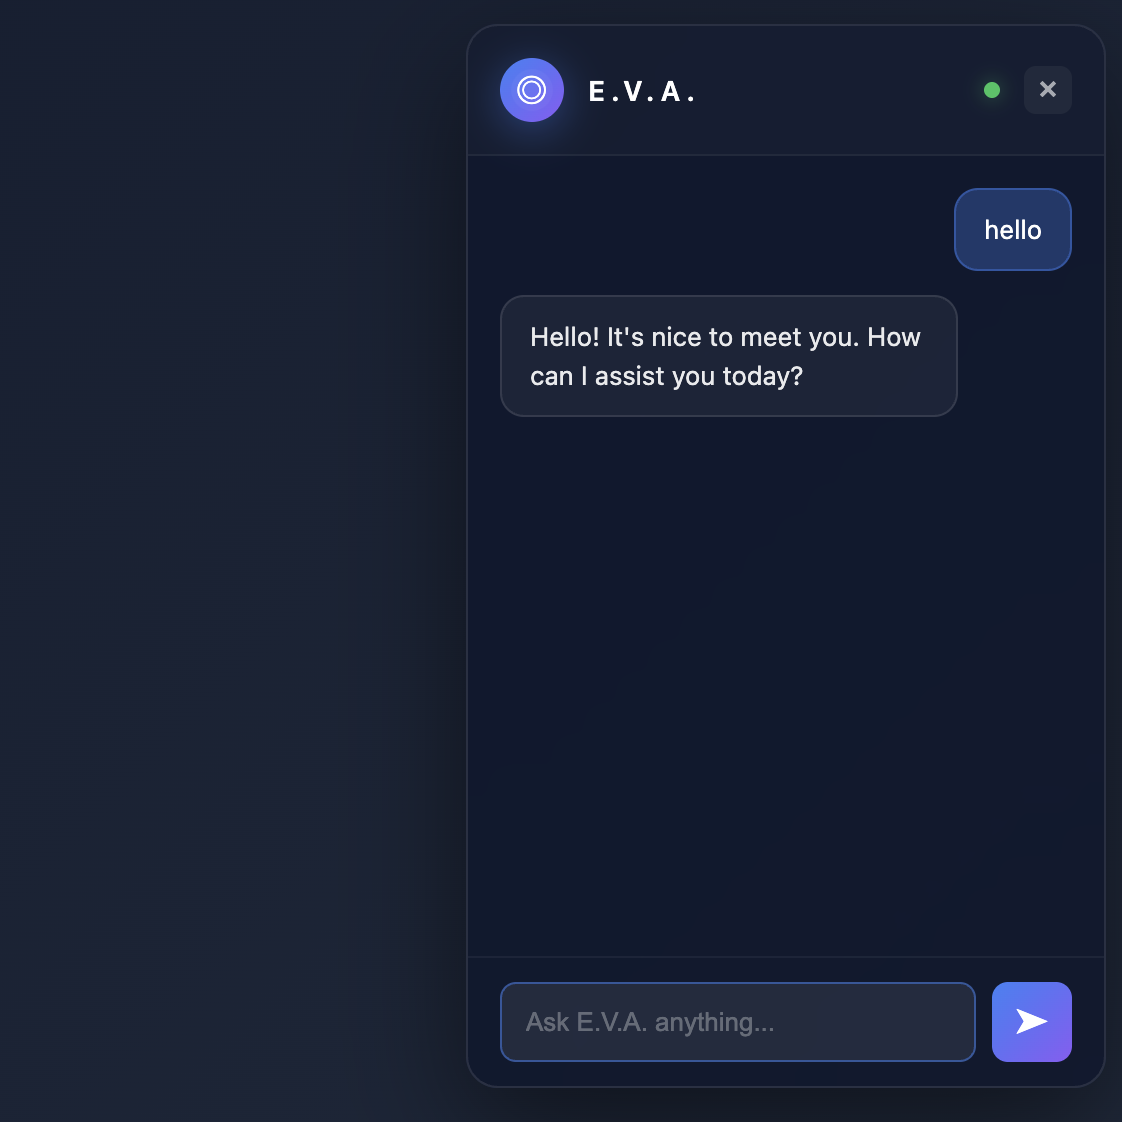 E.V.A.
hello
Hello! It's nice to meet you. How
can I assist you today?
Ask E.V.A. anything...